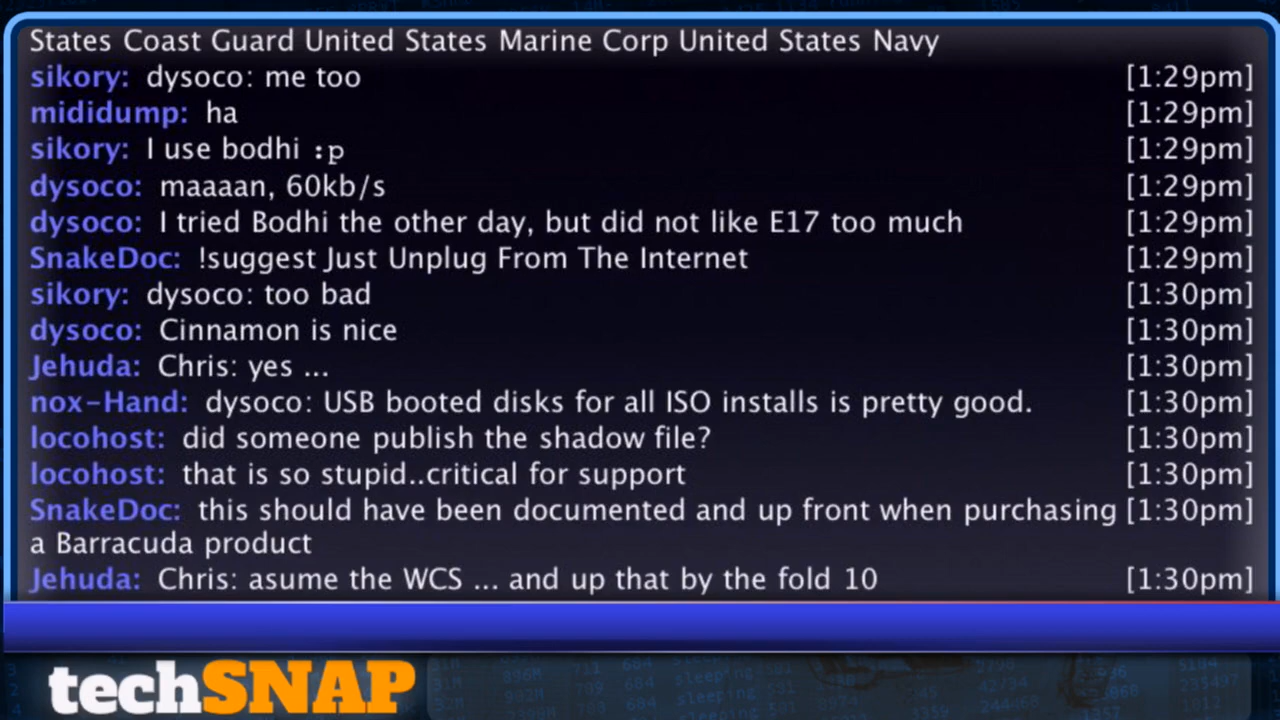 States Coast Guard United States Marine Corp United States Navy
sikory: dysoco: me too [1:29pm]
mididump: ha [1:29pm]
sikory: I use bodhi :p [1:29pm]
dysoco: maaaan, 60kb/s [1:29pm]
dysoco: I tried Bodhi the other day, but did not like E17 too much [1:29pm]
SnakeDoc: !suggest Just Unplug From The Internet [1:29pm]
sikory: dysoco: too bad [1:30pm]
dysoco: Cinnamon is nice [1:30pm]
Jehuda: Chris: yes ... [1:30pm]
nox-Hand: dysoco: USB booted disks for all ISO installs is pretty good. [1:30pm]
locohost: did someone publish the shadow file? [1:30pm]
locohost: that is so stupid..critical for support [1:30pm]
SnakeDoc: this should have been documented and up front when purchasing [1:30pm]
a Barracuda product
Jehuda: Chris: asume the WCS ... and up that by the fold 10 [1:30pm]
techSNAP